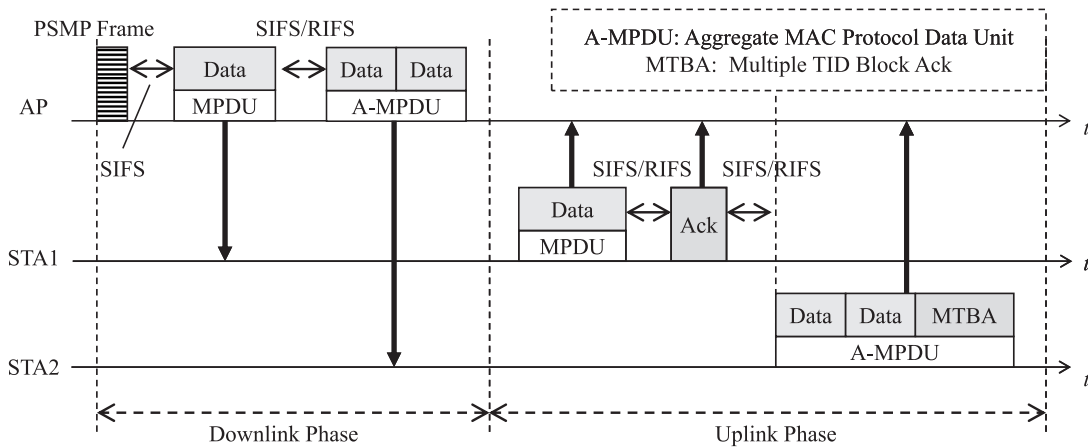 PSMP Frame
SIFS/RIFS
A-MPDU: Aggregate MAC Protocol Data Unit
MTBA: Multiple TID Block Ack
Data
Data
Data
MPDU
A-MPDU
AP
t
SIFS
SIFS/RIFS
SIFS/RIFS
Data
Ack
MPDU
STA1
t
Data
Data
MTBA
A-MPDU
STA2
t
Downlink Phase
Uplink Phase